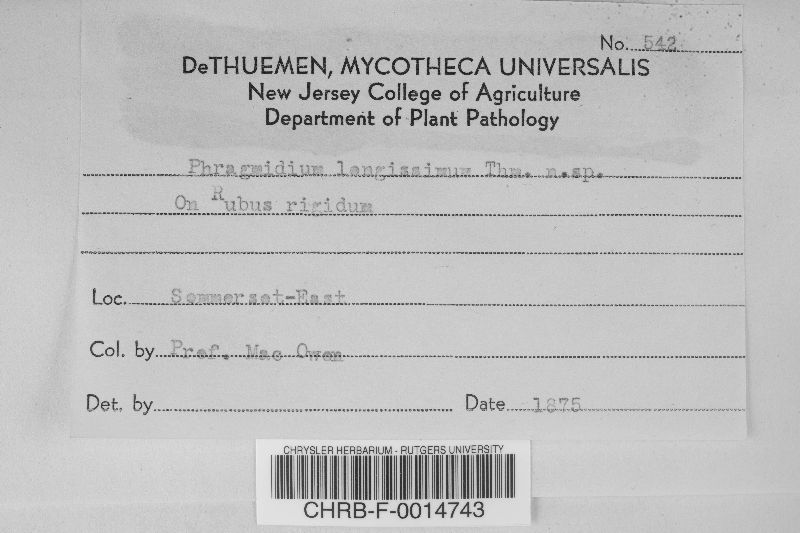 No. 542
DeTHUEMEN, MYCOTHECA UNIVERSALIS
New Jersey College of Agriculture
Department of Plant Pathology
Phragmidium longissimum Thm. n.sp.
On Rubus rigidum
Loc. Sommerset-East
Col. by Prof. Mac Owen
Det. by
Date 1875
CHRYSLER HERBARIUM - RUTGERS UNIVERSITY
CHRB-F-0014743